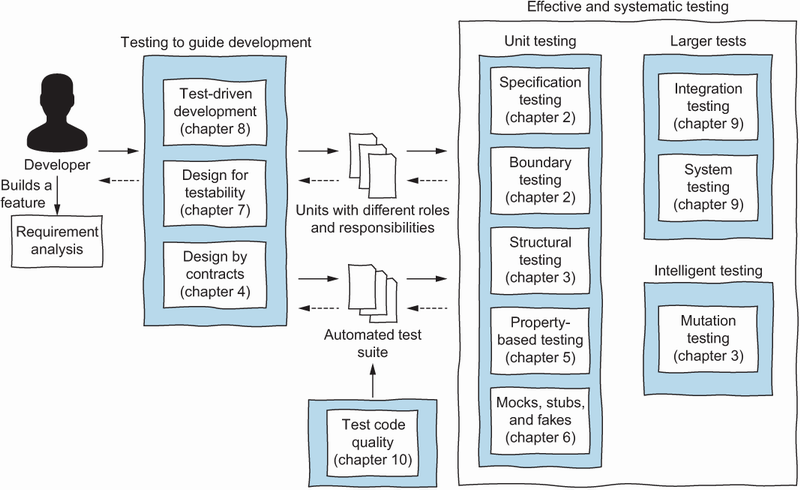 Effective and systematic testing
Testing to guide development
Unit testing
Larger tests
Developer
Builds a
feature
Requirement
analysis
Test-driven
development
(chapter 8)
Design for
testability
(chapter 7)
Design by
contracts
(chapter 4)
Units with different roles
and responsibilities
Automated test
suite
Test code
quality
(chapter 10)
Specification
testing
(chapter 2)
Boundary
testing
(chapter 2)
Structural
testing
(chapter 3)
Property-
based testing
(chapter 5)
Mocks, stubs,
and fakes
(chapter 6)
Integration
testing
(chapter 9)
System
testing
(chapter 9)
Intelligent testing
Mutation
testing
(chapter 3)